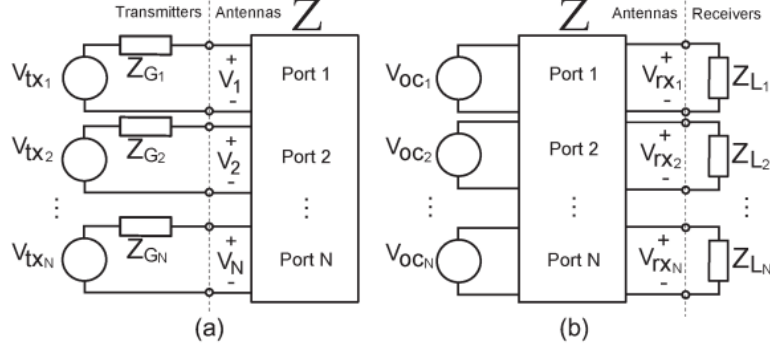 Transmitters Antennas Z
V_tx1 Z_G1 + V_1 - Port 1
V_tx2 Z_G2 + V_2 - Port 2
⋮ ⋮
V_txN Z_GN + V_N - Port N
(a)
Z Antennas Receivers
V_oc1 Port 1 + V_rx1 - Z_L1
V_oc2 Port 2 + V_rx2 - Z_L2
⋮ ⋮ ⋮
V_ocN Port N + V_rxN - Z_LN
(b)